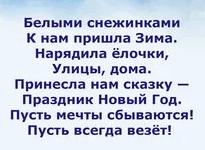 Белыми снежинками
К нам пришла Зима.
Нарядила ёлочки,
Улицы, дома.
Принесла нам сказку —
Праздник Новый Год.
Пусть мечты сбываются!
Пусть всегда везёт!